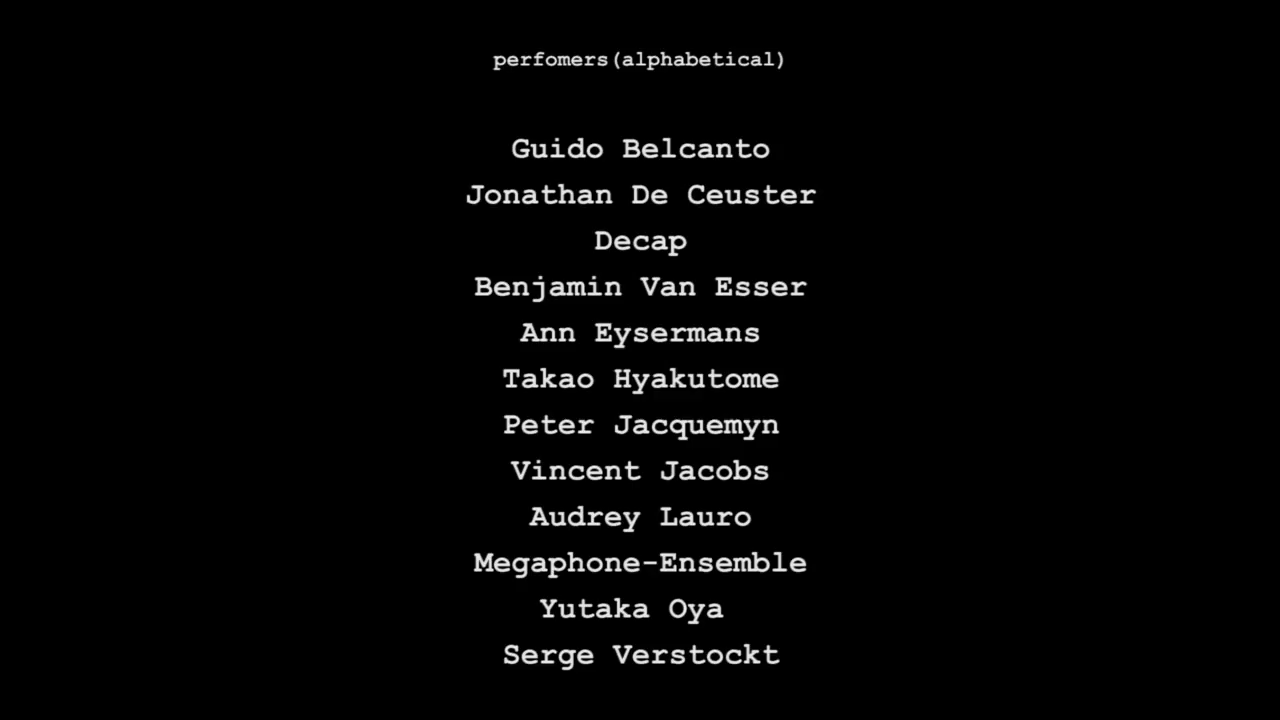 perfomers(alphabetical)
Guido Belcanto
Jonathan De Ceuster
Decap
Benjamin Van Esser
Ann Eysermans
Takao Hyakutome
Peter Jacquemyn
Vincent Jacobs
Audrey Lauro
Megaphone-Ensemble
Yutaka Oya
Serge Verstockt